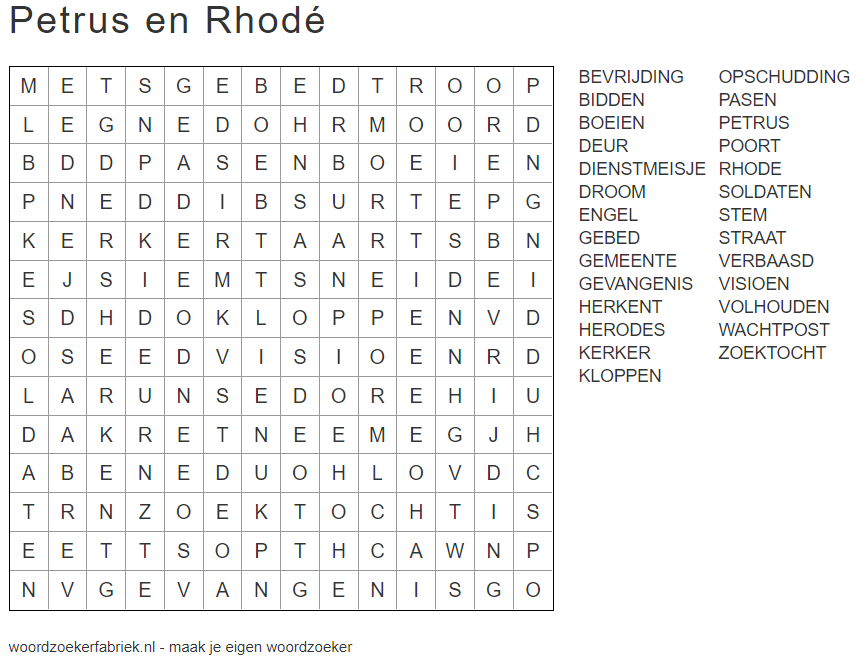 Petrus en Rhodé
M E T S G E B E D T R O O P
L E G N E D O H R M O O R D
B D D P A S E N B O E I E N
P N E D D I B S U R T E P G
K E R K E R T A A R T S B N
E J S I E M T S N E I D E I
S D H D O K L O P P E N V D
O S E E D V I S I O E N R D
L A R U N S E D O R E H I U
D A K R E T N E E M E G J H
A B E N E D U O H L O V D C
T R N Z O E K T O C H T I S
E E T T S O P T H C A W N P
N V G E V A N G E N I S G O
BEVRIJDING OPSCHUDDING
BIDDEN PASEN
BOEIEN PETRUS
DEUR POORT
DIENSTMEISJE RHODE
DROOM SOLDATEN
ENGEL STEM
GEBED STRAAT
GEMEENTE VERBAASD
GEVANGENIS VISIOEN
HERKENT VOLHOUDEN
HERODES WACHTPOST
KERKER ZOEKTOCHT
KLOPPEN
woordzoekerfabriek.nl - maak je eigen woordzoeker